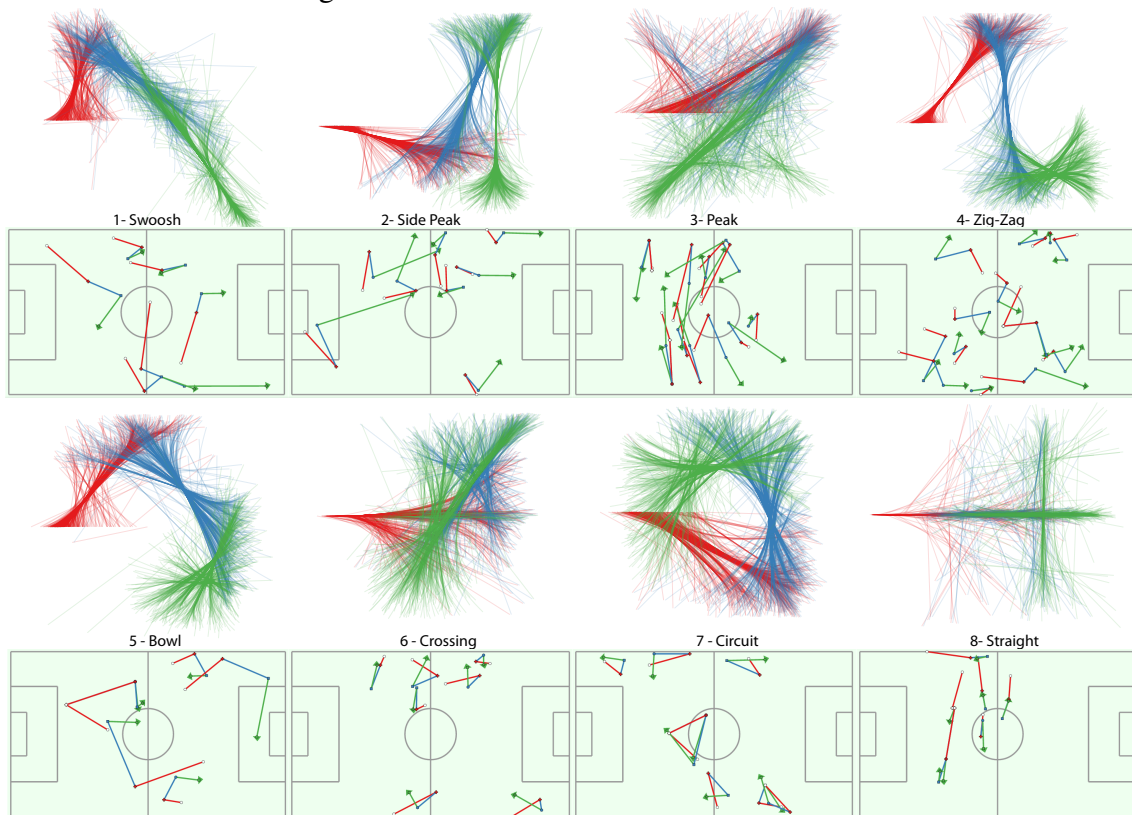 1- Swoosh
2- Side Peak
3- Peak
4- Zig-Zag
5 - Bowl
6 - Crossing
7 - Circuit
8- Straight